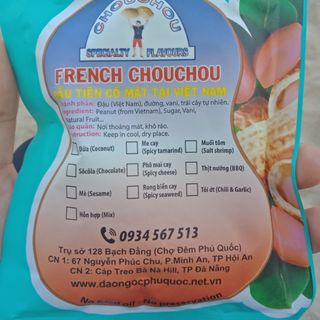 CHOUCHOU
SPECIALTY FLAVOURS
FRENCH CHOUCHOU
ĐẦU TIÊN CÓ MẶT TẠI VIỆT NAM
Thành phần: Đậu (Việt Nam), đường, vani, trái cây tự nhiên.
Ingredient: Peanut (from Vietnam), Sugar, Vani,
Natural Fruit...
Bảo quản: Nơi thoáng mát, khô ráo.
Instruction: Keep in cool, dry place.
Dừa (Coconut) Me cay (Spicy tamarind) Muối tôm (Salt shrimp)
Sôcôla (Chocolate) Phô mai cay (Spicy cheese) Thịt nướng (BBQ)
Mè (Sesame) Rong biển cay (Spicy seaweed) Tỏi ớt (Chili & Garlic)
Hỗn hợp (Mix)
0934 567 513
Trụ sở 128 Bạch Đằng (Chợ Đêm Phú Quốc)
CN 1: 67 Nguyễn Phúc Chu, P.Minh An, TP Hội An
CN 2: Cáp Treo Bà Nà Hill, TP Đà Nẵng
www.daongocphuquoc.net.vn
oil - No preservation